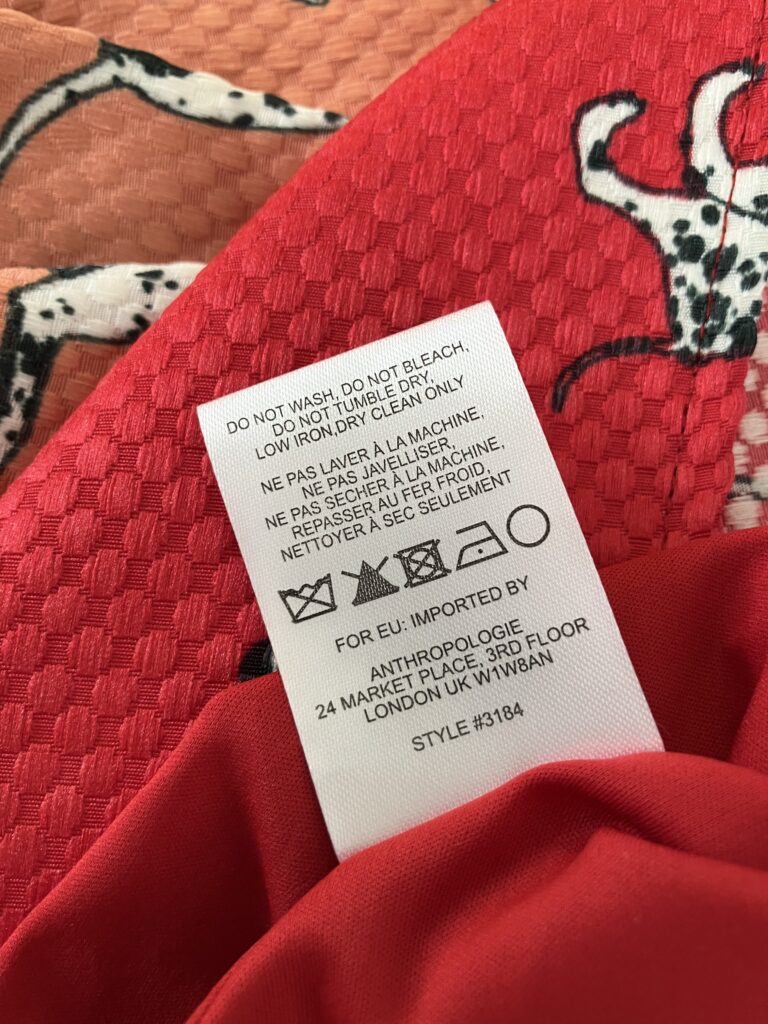 DO NOT WASH, DO NOT BLEACH,
DO NOT TUMBLE DRY,
LOW IRON,DRY CLEAN ONLY
NE PAS LAVER À LA MACHINE,
NE PAS JAVELLISER,
NE PAS SECHER À LA MACHINE,
REPASSER AU FER FROID,
NETTOYER À SEC SEULEMENT
FOR EU: IMPORTED BY
ANTHROPOLOGIE
24 MARKET PLACE, 3RD FLOOR
LONDON UK W1W8AN
STYLE #3184